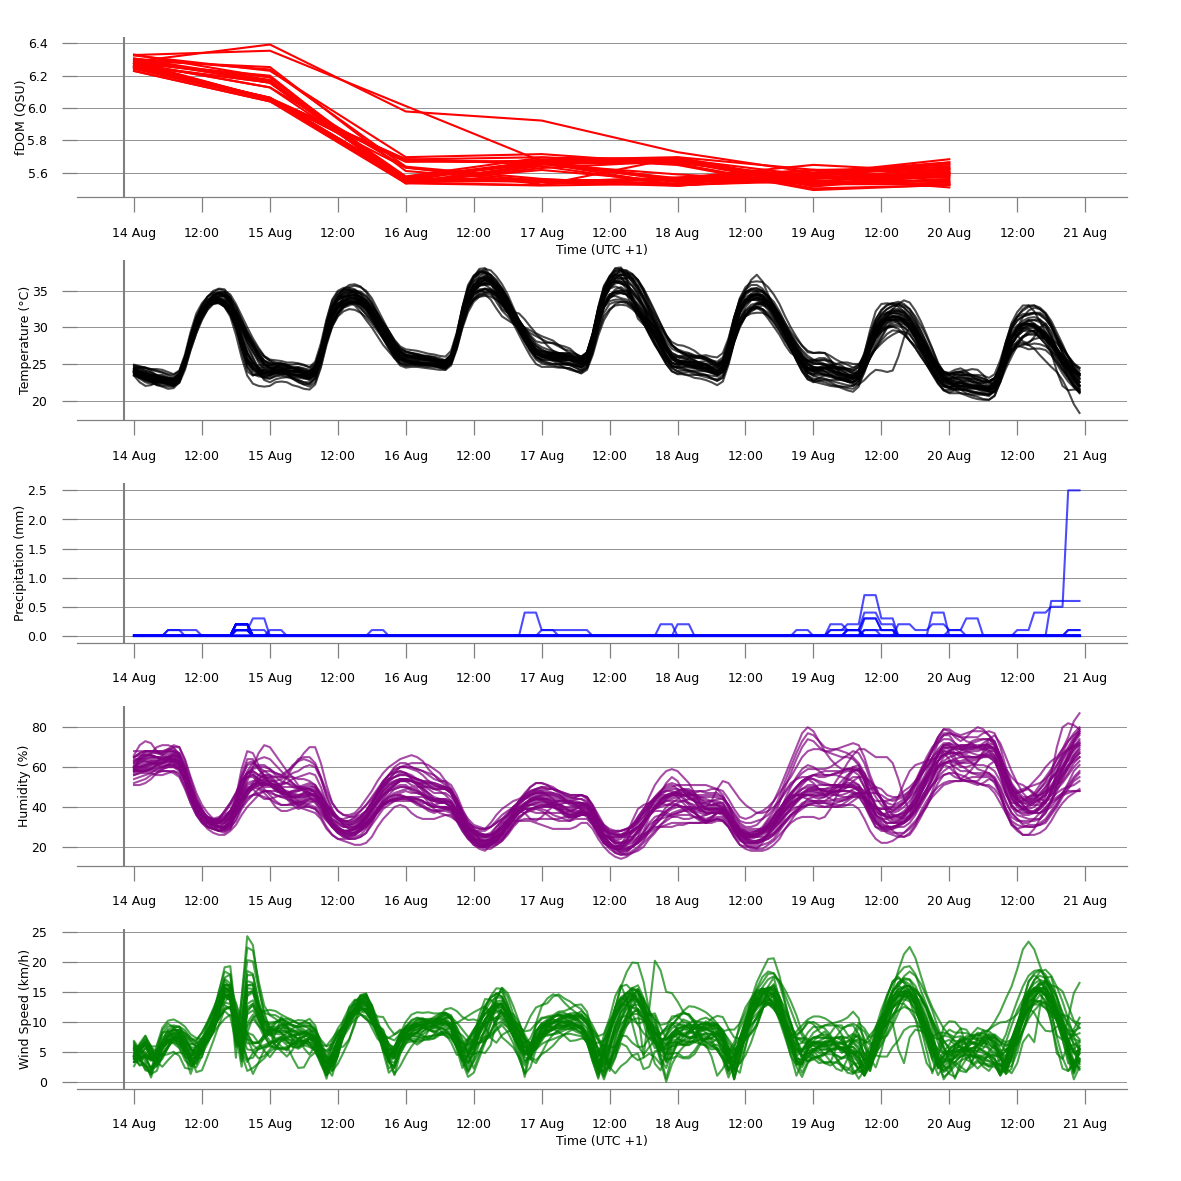 fDOM (QSU)
6.4
6.2
6.0
5.8
5.6
14 Aug 12:00 15 Aug 12:00 16 Aug 12:00 17 Aug 12:00 18 Aug 12:00 19 Aug 12:00 20 Aug 12:00 21 Aug
Time (UTC +1)
Temperature (°C)
35
30
25
20
14 Aug 12:00 15 Aug 12:00 16 Aug 12:00 17 Aug 12:00 18 Aug 12:00 19 Aug 12:00 20 Aug 12:00 21 Aug
Precipitation (mm)
2.5
2.0
1.5
1.0
0.5
0.0
14 Aug 12:00 15 Aug 12:00 16 Aug 12:00 17 Aug 12:00 18 Aug 12:00 19 Aug 12:00 20 Aug 12:00 21 Aug
Humidity (%)
80
60
40
20
14 Aug 12:00 15 Aug 12:00 16 Aug 12:00 17 Aug 12:00 18 Aug 12:00 19 Aug 12:00 20 Aug 12:00 21 Aug
Wind Speed (km/h)
25
20
15
10
5
0
14 Aug 12:00 15 Aug 12:00 16 Aug 12:00 17 Aug 12:00 18 Aug 12:00 19 Aug 12:00 20 Aug 12:00 21 Aug
Time (UTC +1)